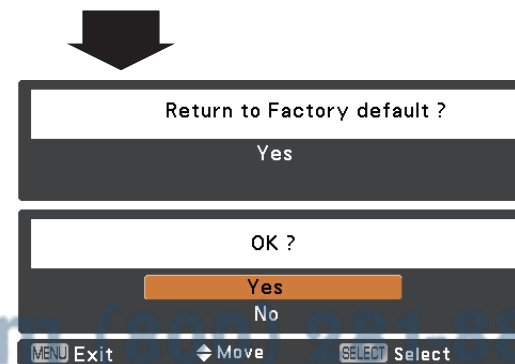 Return to Factory default ?
Yes
OK ?
Yes
No
MENU Exit Move SELECT Select